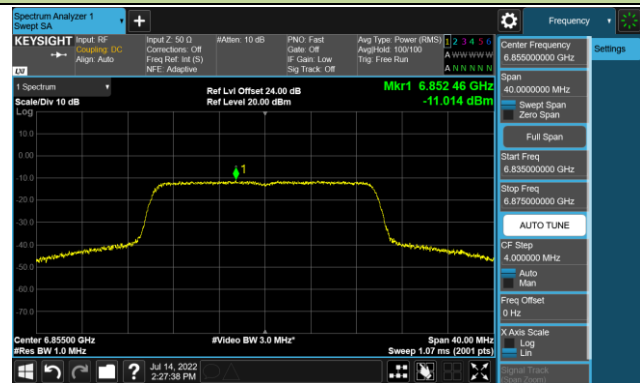 Spectrum Analyzer 1
Swept SA
Frequency
KEYSIGHT
Input: RF
Coupling: DC
Align: Auto
Input Z: 50 Ω
Corrections: Off
Freq Ref: Int (S)
NFE: Adaptive
#Atten: 10 dB
PNO: Fast
Gate: Off
IF Gain: Low
Sig Track: Off
Avg Type: Power (RMS)
Avg|Hold: 100/100
Trig: Free Run
1 2 3 4 5 6
A W W W W W
A N N N N N
LXI
1 Spectrum
Scale/Div 10 dB
Log
Ref Lvl Offset 24.00 dB
Ref Level 20.00 dBm
Mkr1 6.852 46 GHz
-11.014 dBm
10.0
0.00
-10.0
-20.0
-30.0
-40.0
-50.0
-60.0
-70.0
1
Center 6.85500 GHz
#Res BW 1.0 MHz
#Video BW 3.0 MHz*
Span 40.00 MHz
Sweep 1.07 ms (2001 pts)
Jul 14, 2022
2:27:38 PM
Center Frequency
6.855000000 GHz
Settings
Span
40.0000000 MHz
Swept Span
Zero Span
Full Span
Start Freq
6.835000000 GHz
Stop Freq
6.875000000 GHz
AUTO TUNE
CF Step
4.000000 MHz
Auto
Man
Freq Offset
0 Hz
X Axis Scale
Log
Lin
Signal Track
(Span Zoom)